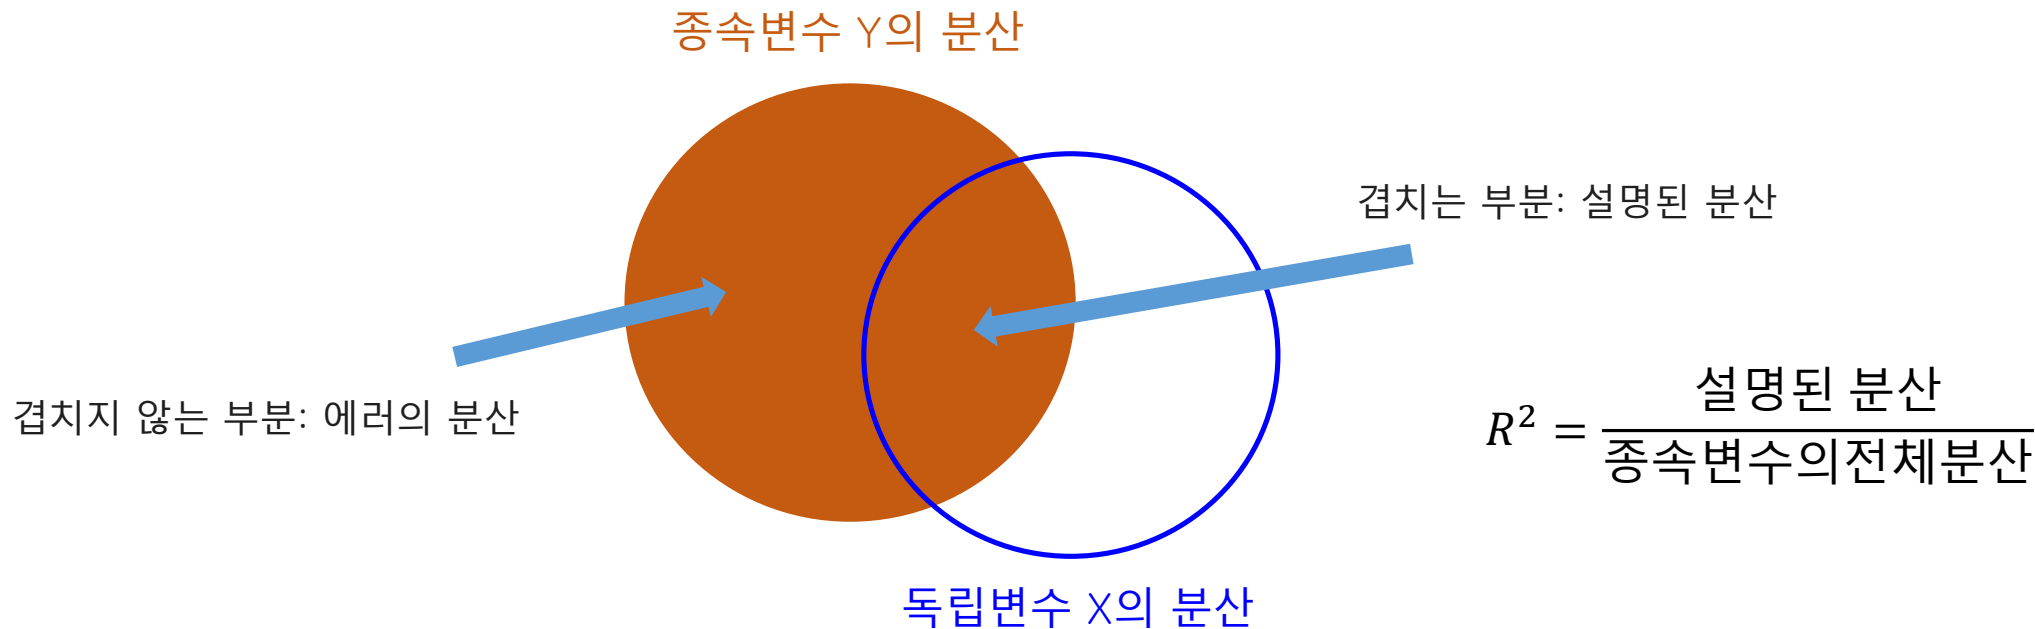 종속변수 Y의 분산
겹치는 부분: 설명된 분산
겹치지 않는 부분: 에러의 분산
R² = 설명된 분산
종속변수의전체분산
독립변수 X의 분산